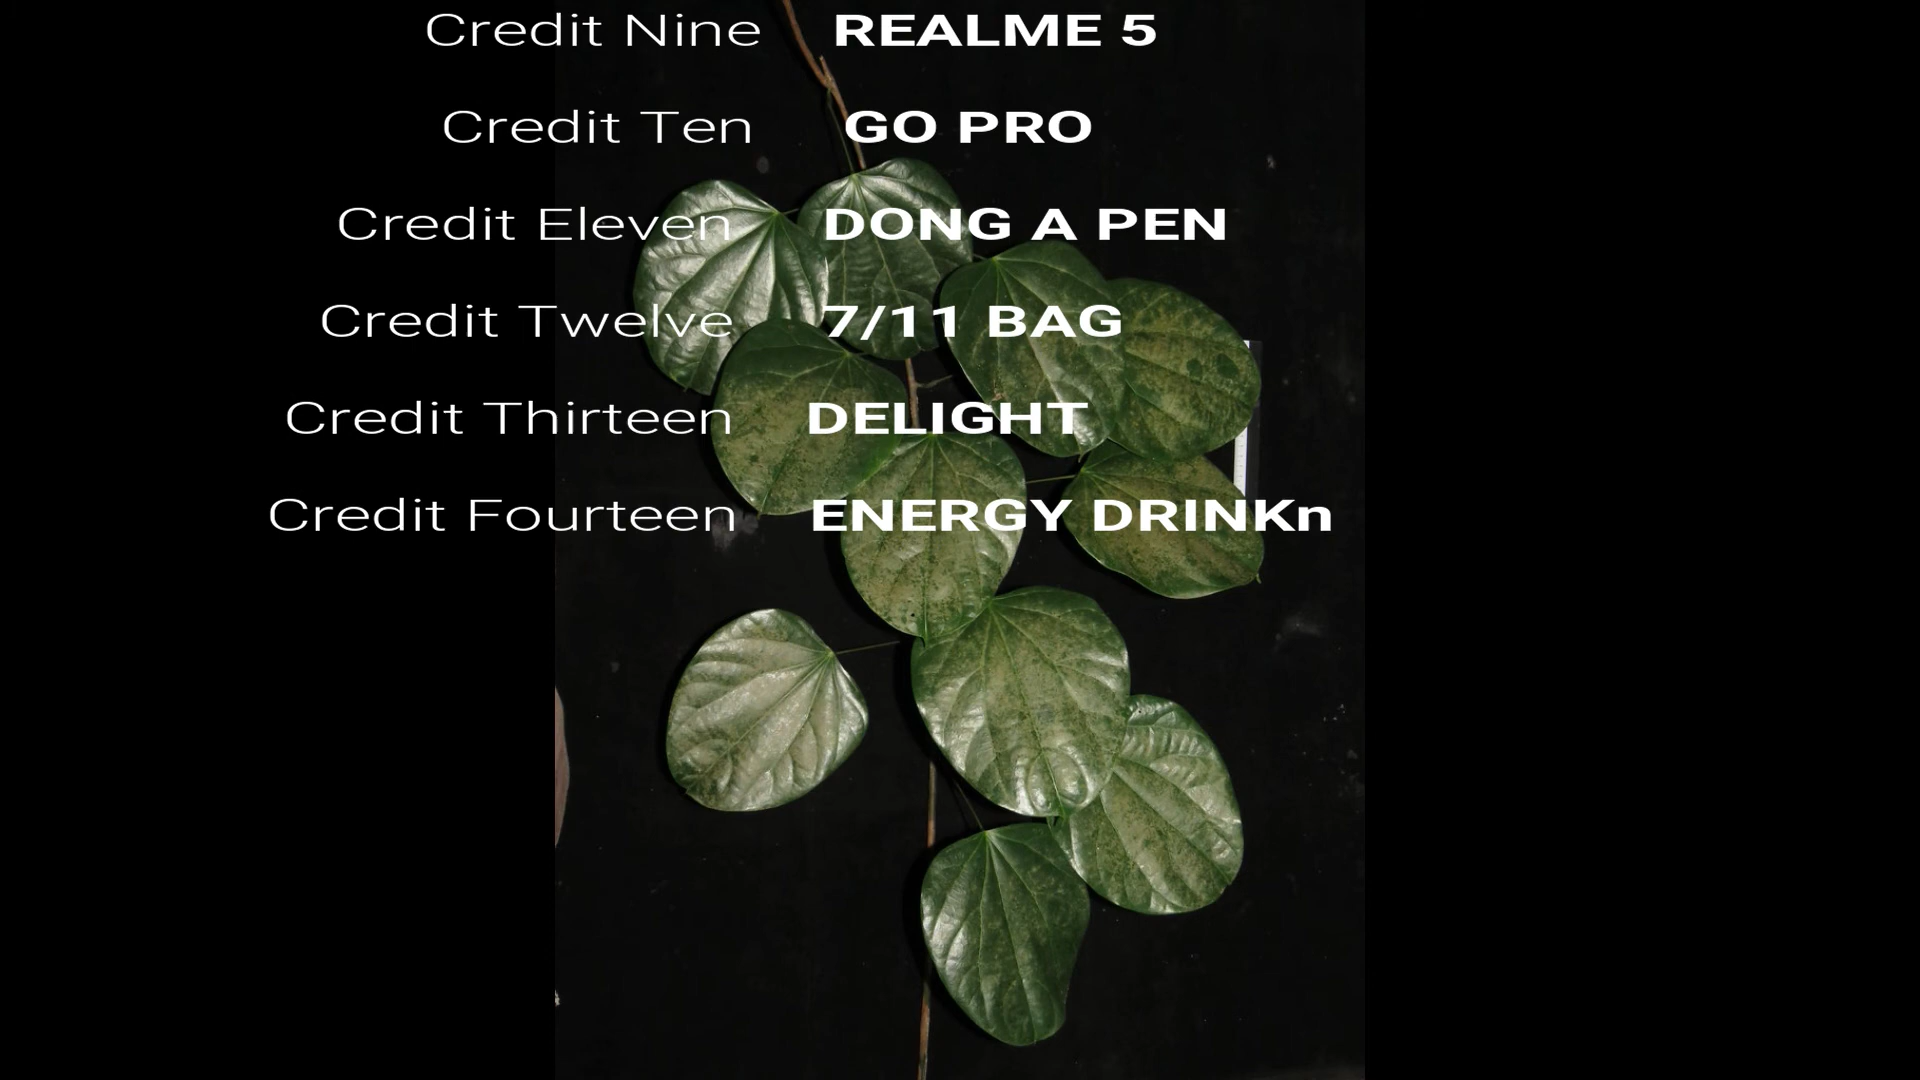 Credit Nine REALME 5
Credit Ten GO PRO
Credit Eleven DONG A PEN
Credit Twelve 7/11 BAG
Credit Thirteen DELIGHT
Credit Fourteen ENERGY DRINKn